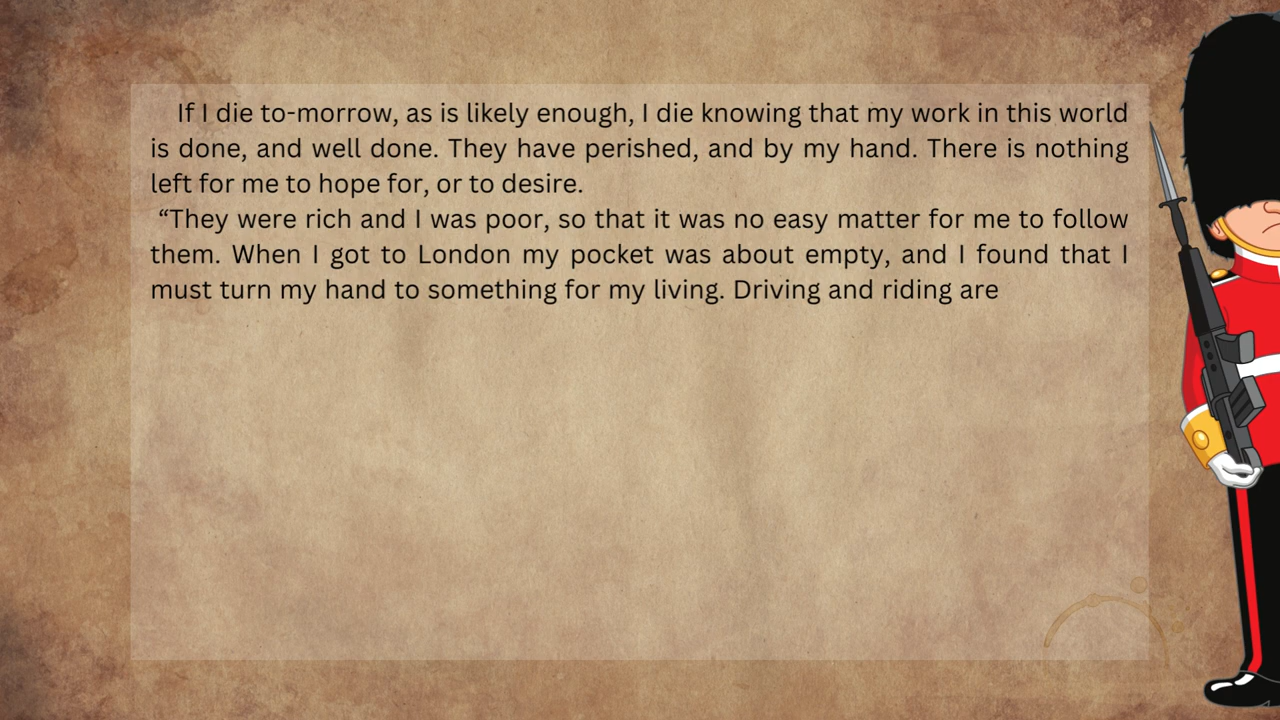 If I die to-morrow, as is likely enough, I die knowing that my work in this world
is done, and well done. They have perished, and by my hand. There is nothing
left for me to hope for, or to desire.
“They were rich and I was poor, so that it was no easy matter for me to follow
them. When I got to London my pocket was about empty, and I found that I
must turn my hand to something for my living. Driving and riding are